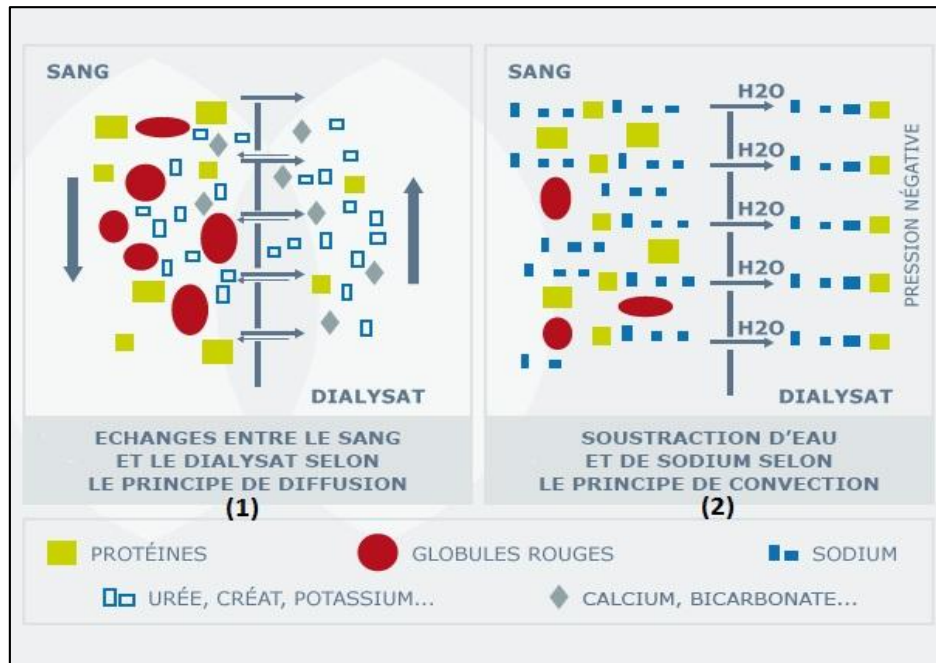 SANG
DIALYSAT
ECHANGES ENTRE LE SANG
ET LE DIALYSAT SELON
LE PRINCIPE DE DIFFUSION
(1)
SANG
H2O
H2O
H2O
H2O
H2O
PRESSION NÉGATIVE
DIALYSAT
SOUSTRACTION D'EAU
ET DE SODIUM SELON
LE PRINCIPE DE CONVECTION
(2)
PROTÉINES
GLOBULES ROUGES
SODIUM
URÉE, CRÉAT, POTASSIUM...
CALCIUM, BICARBONATE...